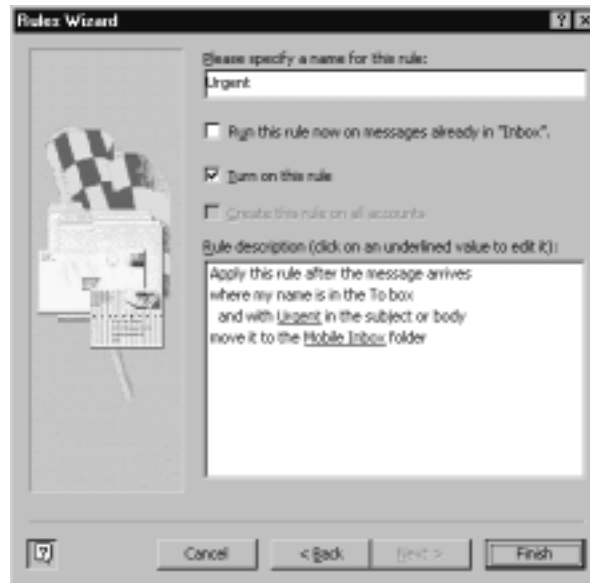 Rules Wizard
Please specify a name for this rule:
Urgent
Run this rule now on messages already in "Inbox".
Turn on this rule
Create this rule on all accounts
Rule description (click on an underlined value to edit it):
Apply this rule after the message arrives
where my name is in the To box
and with Urgent in the subject or body
move it to the Mobile Inbox folder
Cancel
< Back
Next >
Finish